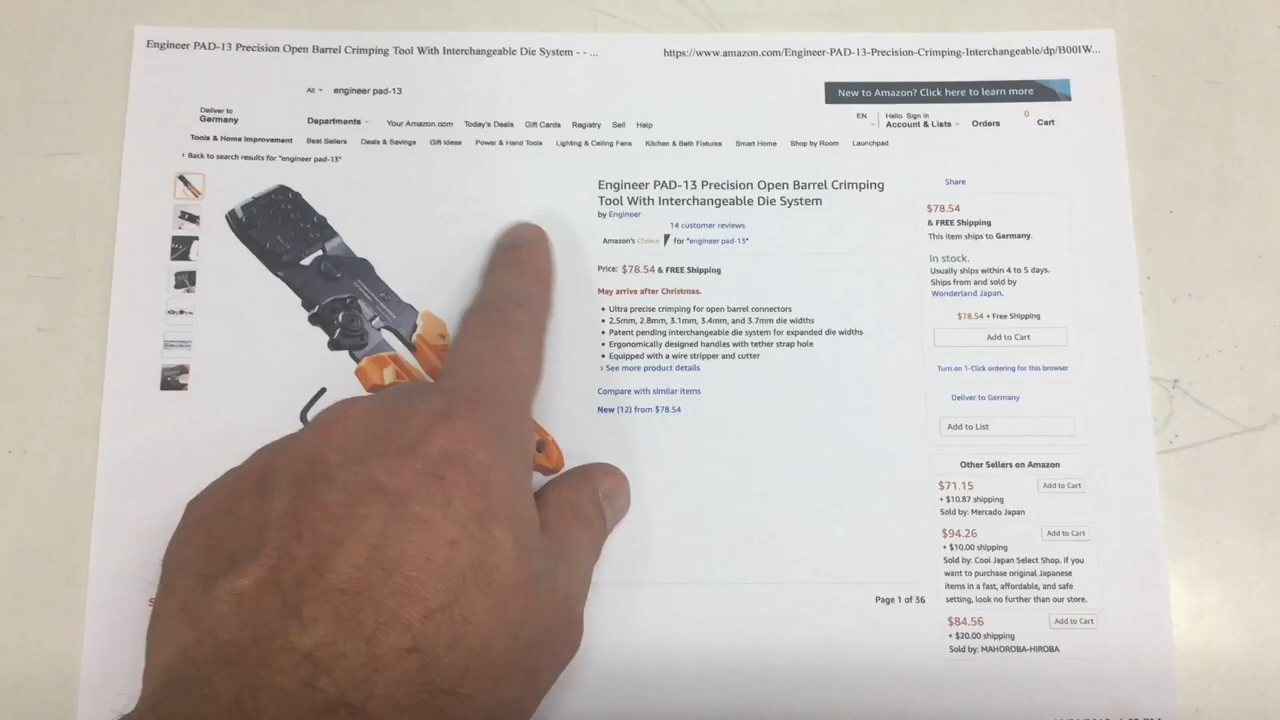 Engineer PAD-13 Precision Open Barrel Crimping Tool With Interchangeable Die System - - ...
https://www.amazon.com/Engineer-PAD-13-Precision-Crimping-Interchangeable/dp/B001W...
All
engineer pad-13
New to Amazon? Click here to learn more
Deliver to
Germany
Departments
Your Amazon.com
Today's Deals
Gift Cards
Registry
Sell
Help
EN
Hello. Sign in
Account & Lists
Orders
0
Cart
Tools & Home Improvement
Best Sellers
Deals & Savings
Gift Ideas
Power & Hand Tools
Lighting & Ceiling Fans
Kitchen & Bath Fixtures
Smart Home
Shop by Room
Launchpad
› Back to search results for "engineer pad-13"
Engineer PAD-13 Precision Open Barrel Crimping
Tool With Interchangeable Die System
by Engineer
14 customer reviews
Amazon's Choice for "engineer pad-13"
Price: $78.54 & FREE Shipping
May arrive after Christmas.
• Ultra precise crimping for open barrel connectors
• 2.5mm, 2.8mm, 3.1mm, 3.4mm, and 3.7mm die widths
• Patent pending interchangeable die system for expanded die widths
• Ergonomically designed handles with tether strap hole
• Equipped with a wire stripper and cutter
› See more product details
Compare with similar items
New (12) from $78.54
Share
$78.54
& FREE Shipping
This item ships to Germany.
In stock.
Usually ships within 4 to 5 days.
Ships from and sold by
Wonderland Japan.
$78.54 + Free Shipping
Add to Cart
Turn on 1-Click ordering for this browser
Deliver to Germany
Add to List
Other Sellers on Amazon
$71.15
Add to Cart
+ $10.87 shipping
Sold by: Mercado Japan
$94.26
Add to Cart
+ $10.00 shipping
Sold by: Cool Japan Select Shop. If you
want to purchase original Japanese
items in a fast, affordable, and safe
setting, look no further than our store.
Page 1 of 36
$84.56
Add to Cart
+ $20.00 shipping
Sold by: MAHOROBA-HIROBA